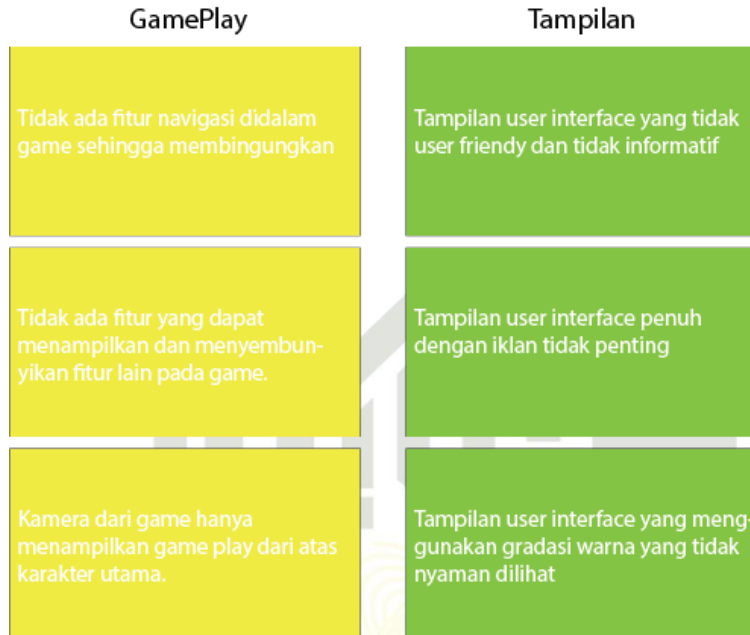 GamePlay
Tampilan
Tidak ada fitur navigasi didalam
game sehingga membingungkan
Tampilan user interface yang tidak
user friendy dan tidak informatif
Tidak ada fitur yang dapat
menampilkan dan menyembun-
yikan fitur lain pada game.
Tampilan user interface penuh
dengan iklan tidak penting
Kamera dari game hanya
menampilkan game play dari atas
karakter utama.
Tampilan user interface yang meng-
gunakan gradasi warna yang tidak
nyaman dilihat